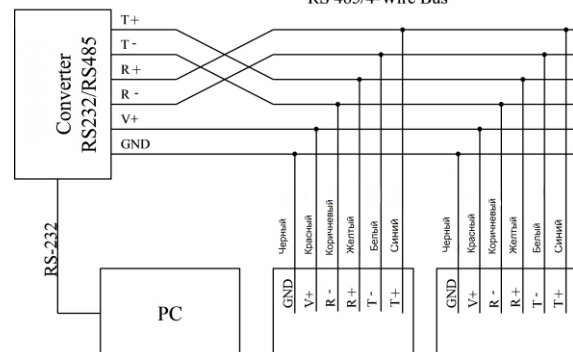 RS 485/4-Wire Bus
Converter
RS232/RS485
T+
T -
R +
R -
V+
GND
RS-232
PC
Черный
Красный
Коричневый
Желтый
Белый
Синий
GND
V+
R -
R +
T -
T+
Черный
Красный
Коричневый
Желтый
Белый
Синий
GND
V+
R -
R +
T -
T+